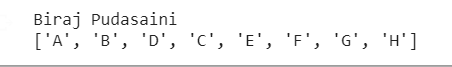 Biraj Pudasaini
['A', 'B', 'D', 'C', 'E', 'F', 'G', 'H']